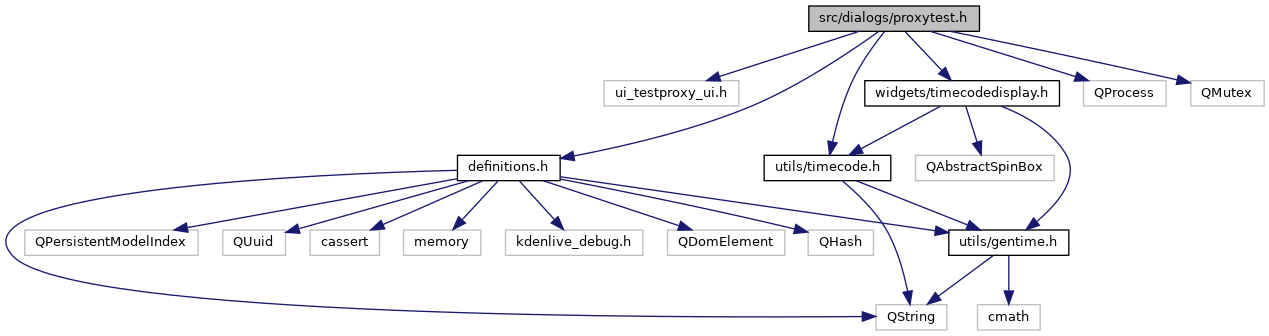 src/dialogs/proxytest.h
ui_testproxy_ui.h
widgets/timecodedisplay.h
QProcess
QMutex
definitions.h
utils/timecode.h
QAbstractSpinBox
QPersistentModelIndex
QUuid
cassert
memory
kdenlive_debug.h
QDomElement
QHash
utils/gentime.h
QString
cmath